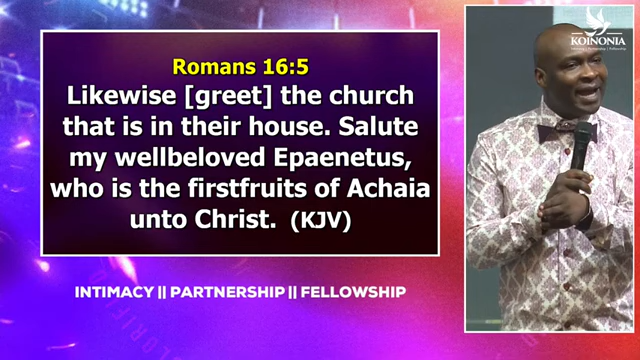 Romans 16:5
Likewise [greet] the church
that is in their house. Salute
my wellbeloved Epaenetus,
who is the firstfruits of Achaia
unto Christ. (KJV)
INTIMACY || PARTNERSHIP || FELLOWSHIP
KOINONIA